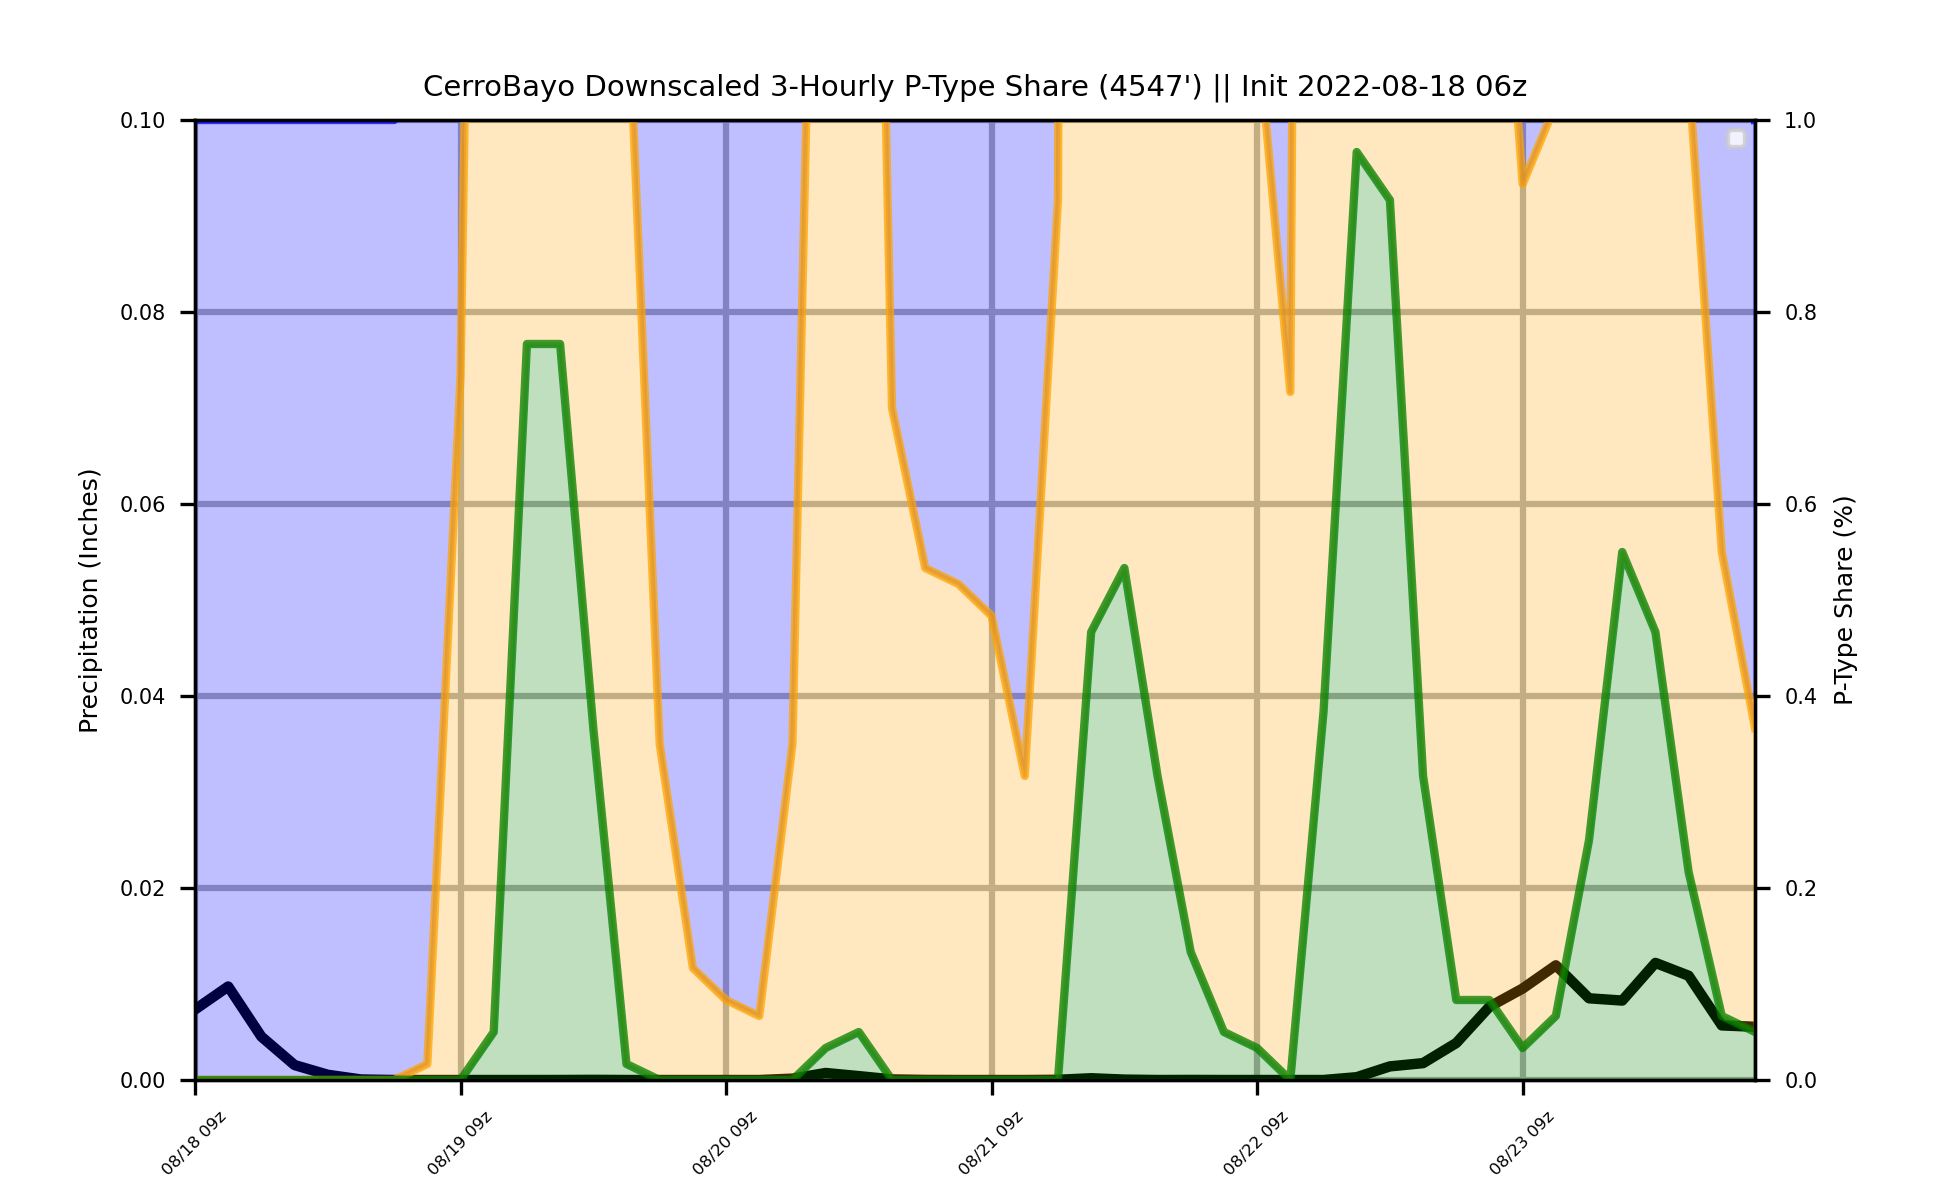 CerroBayo Downscaled 3-Hourly P-Type Share (4547') || Init 2022-08-18 06z
0.10
0.08
0.06
0.04
0.02
0.00
Precipitation (Inches)
1.0
0.8
0.6
0.4
0.2
0.0
P-Type Share (%)
08/18 09z
08/19 09z
08/20 09z
08/21 09z
08/22 09z
08/23 09z